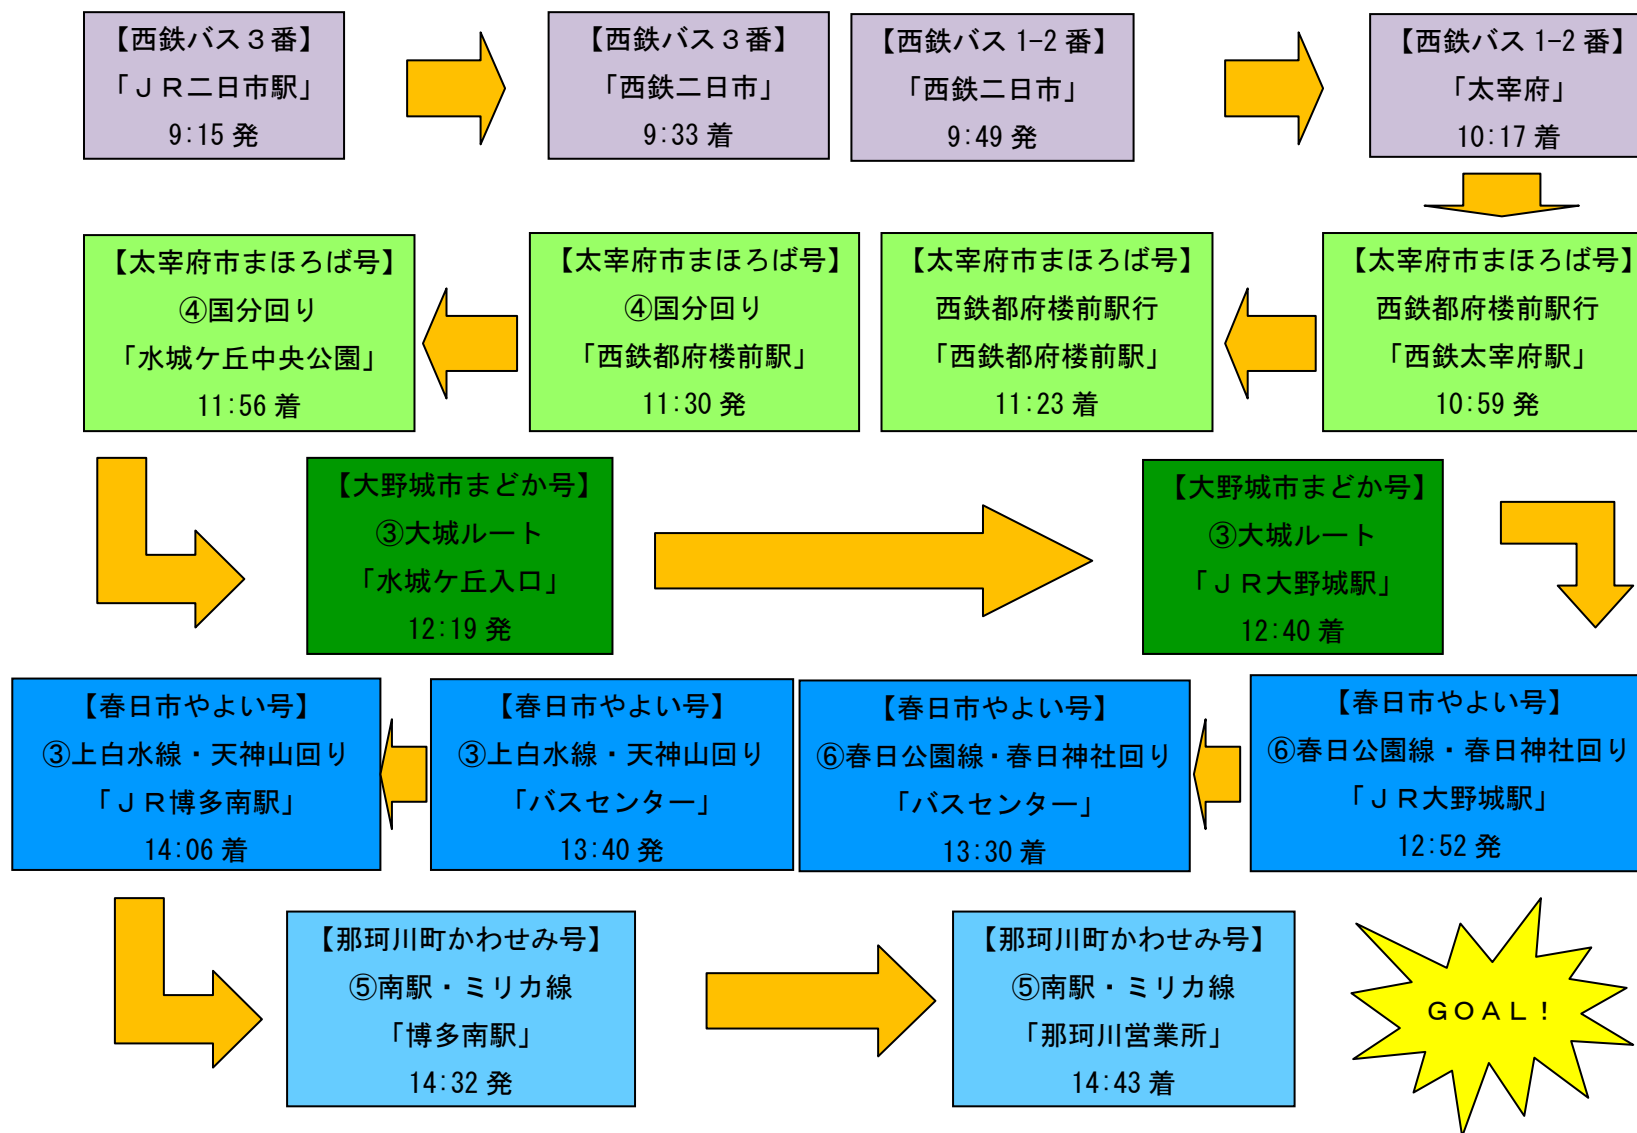 【西鉄バス３番】
「ＪＲ二日市駅」
9:15 発
【西鉄バス３番】
「西鉄二日市」
9:33 着
【西鉄バス 1-2 番】
「西鉄二日市」
9:49 発
【西鉄バス 1-2 番】
「太宰府」
10:17 着
【太宰府市まほろば号】
西鉄都府楼前駅行
「西鉄太宰府駅」
10:59 発
【太宰府市まほろば号】
西鉄都府楼前駅行
「西鉄都府楼前駅」
11:23 着
【太宰府市まほろば号】
④国分回り
「西鉄都府楼前駅」
11:30 発
【太宰府市まほろば号】
④国分回り
「水城ケ丘中央公園」
11:56 着
【大野城市まどか号】
③大城ルート
「水城ケ丘入口」
12:19 発
【大野城市まどか号】
③大城ルート
「ＪＲ大野城駅」
12:40 着
【春日市やよい号】
⑥春日公園線・春日神社回り
「ＪＲ大野城駅」
12:52 発
【春日市やよい号】
⑥春日公園線・春日神社回り
「バスセンター」
13:30 着
【春日市やよい号】
③上白水線・天神山回り
「バスセンター」
13:40 発
【春日市やよい号】
③上白水線・天神山回り
「ＪＲ博多南駅」
14:06 着
【那珂川町かわせみ号】
⑤南駅・ミリカ線
「博多南駅」
14:32 発
【那珂川町かわせみ号】
⑤南駅・ミリカ線
「那珂川営業所」
14:43 着
ＧＯＡＬ！